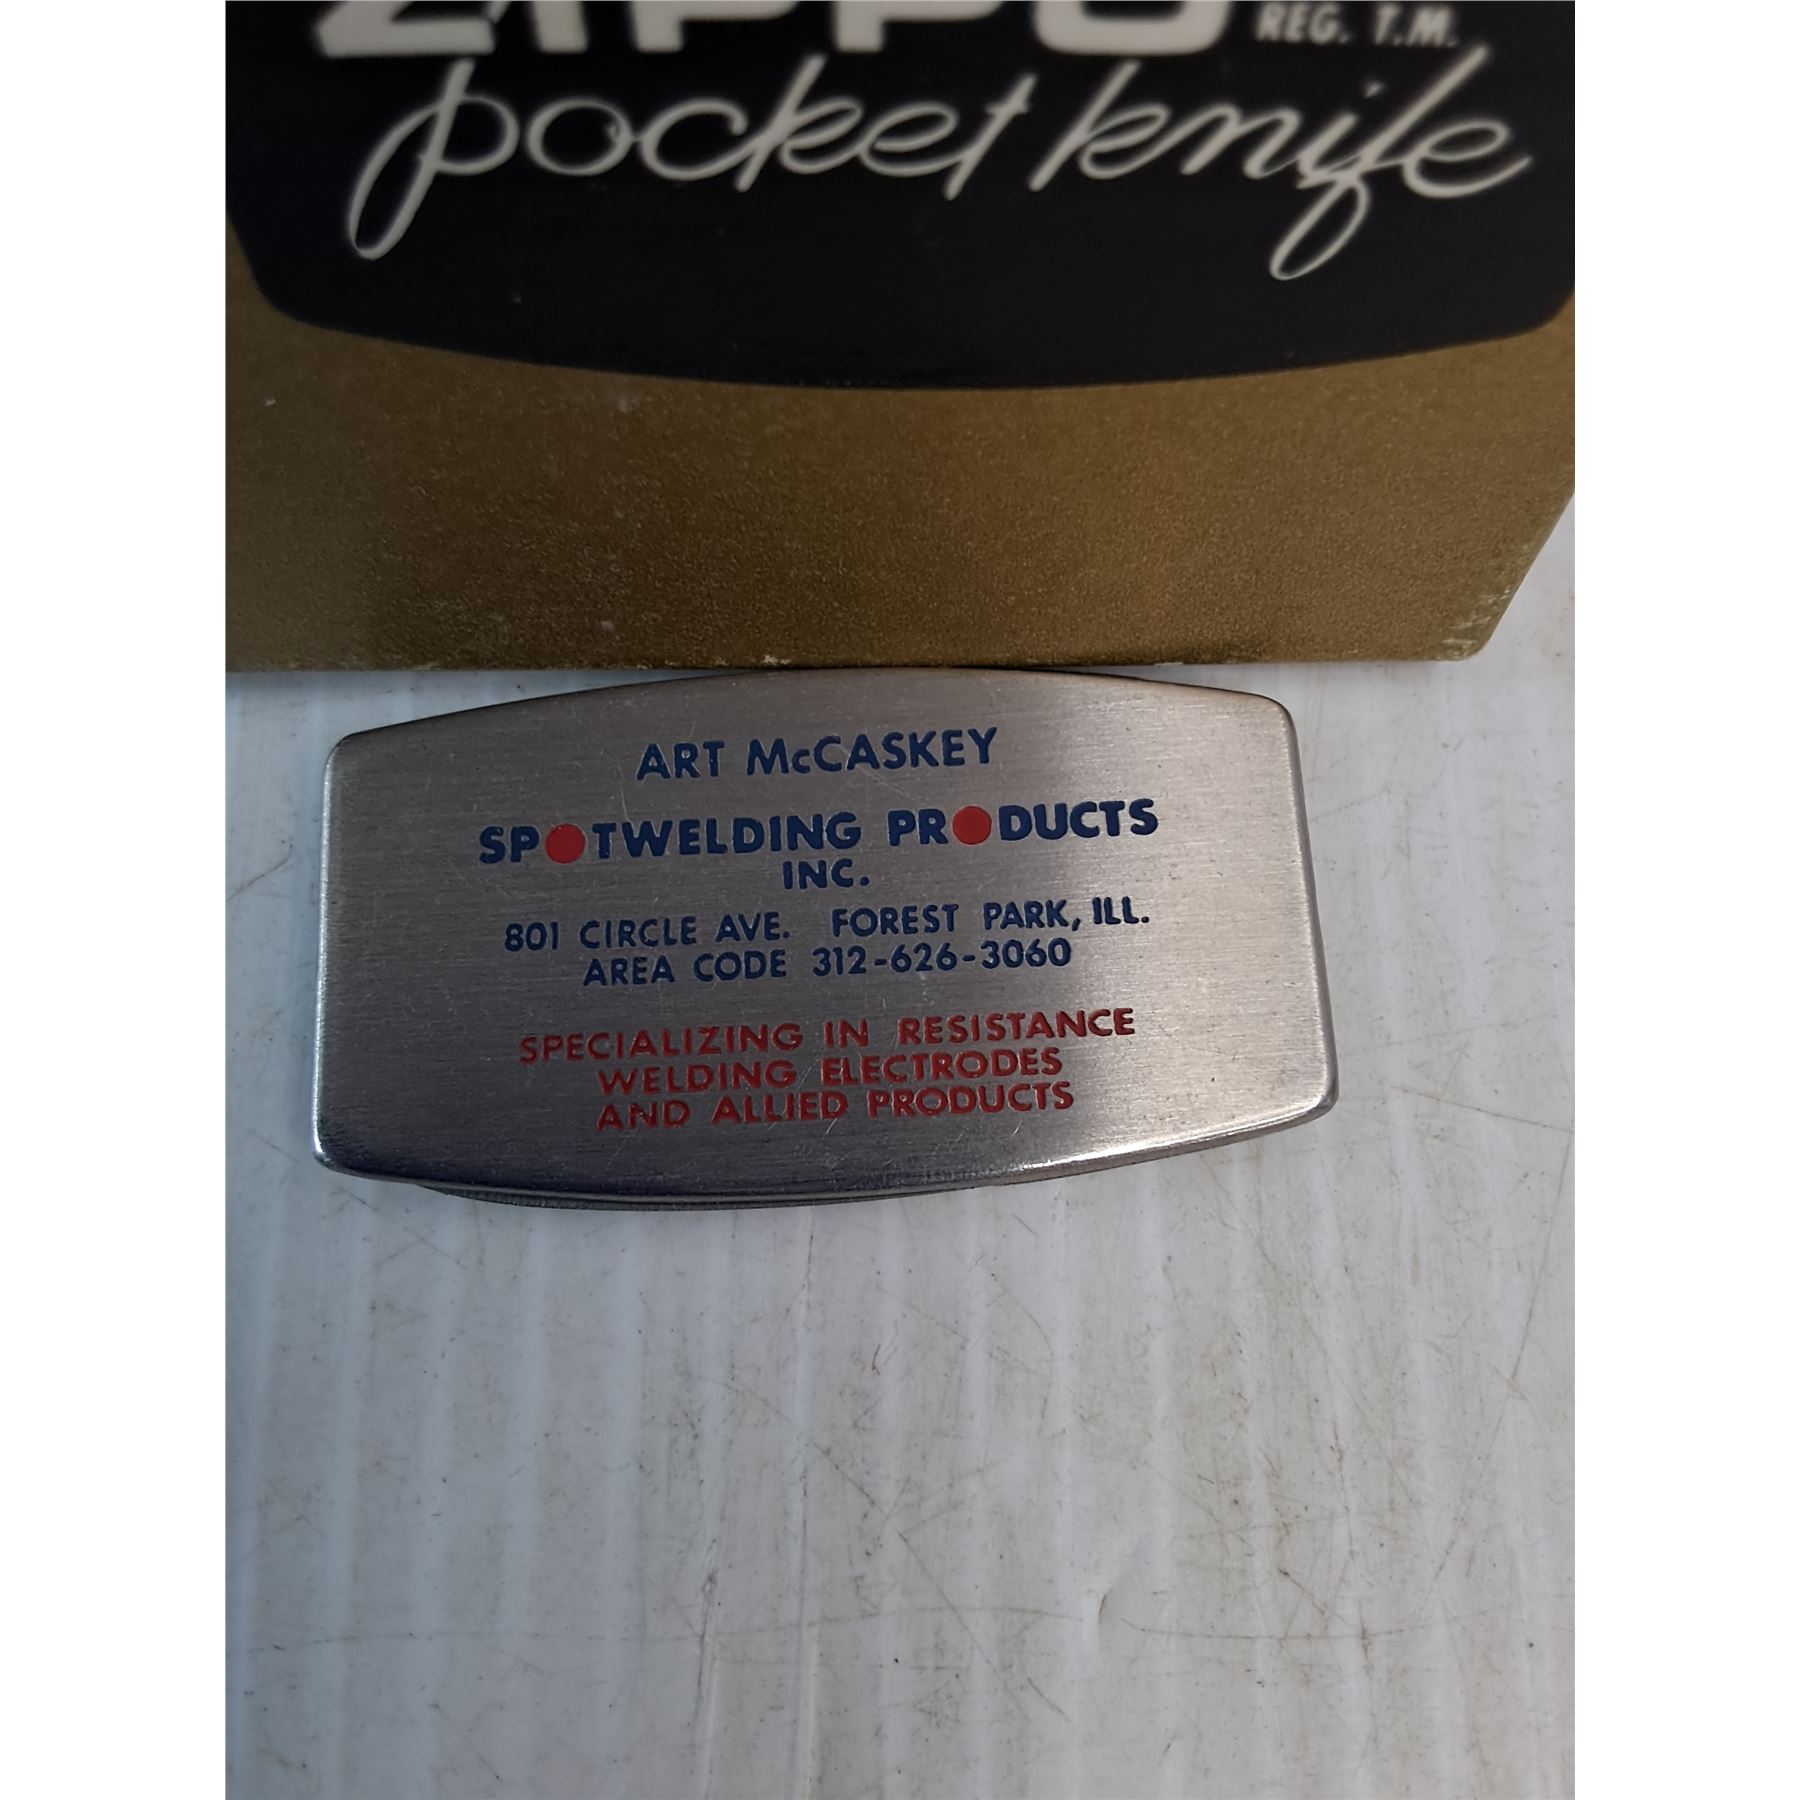 ZIPPO REG. T.M.
pocket knife
ART McCASKEY
SPOTWELDING PRODUCTS
INC.
801 CIRCLE AVE. FOREST PARK, ILL.
AREA CODE 312-626-3060
SPECIALIZING IN RESISTANCE
WELDING ELECTRODES
AND ALLIED PRODUCTS